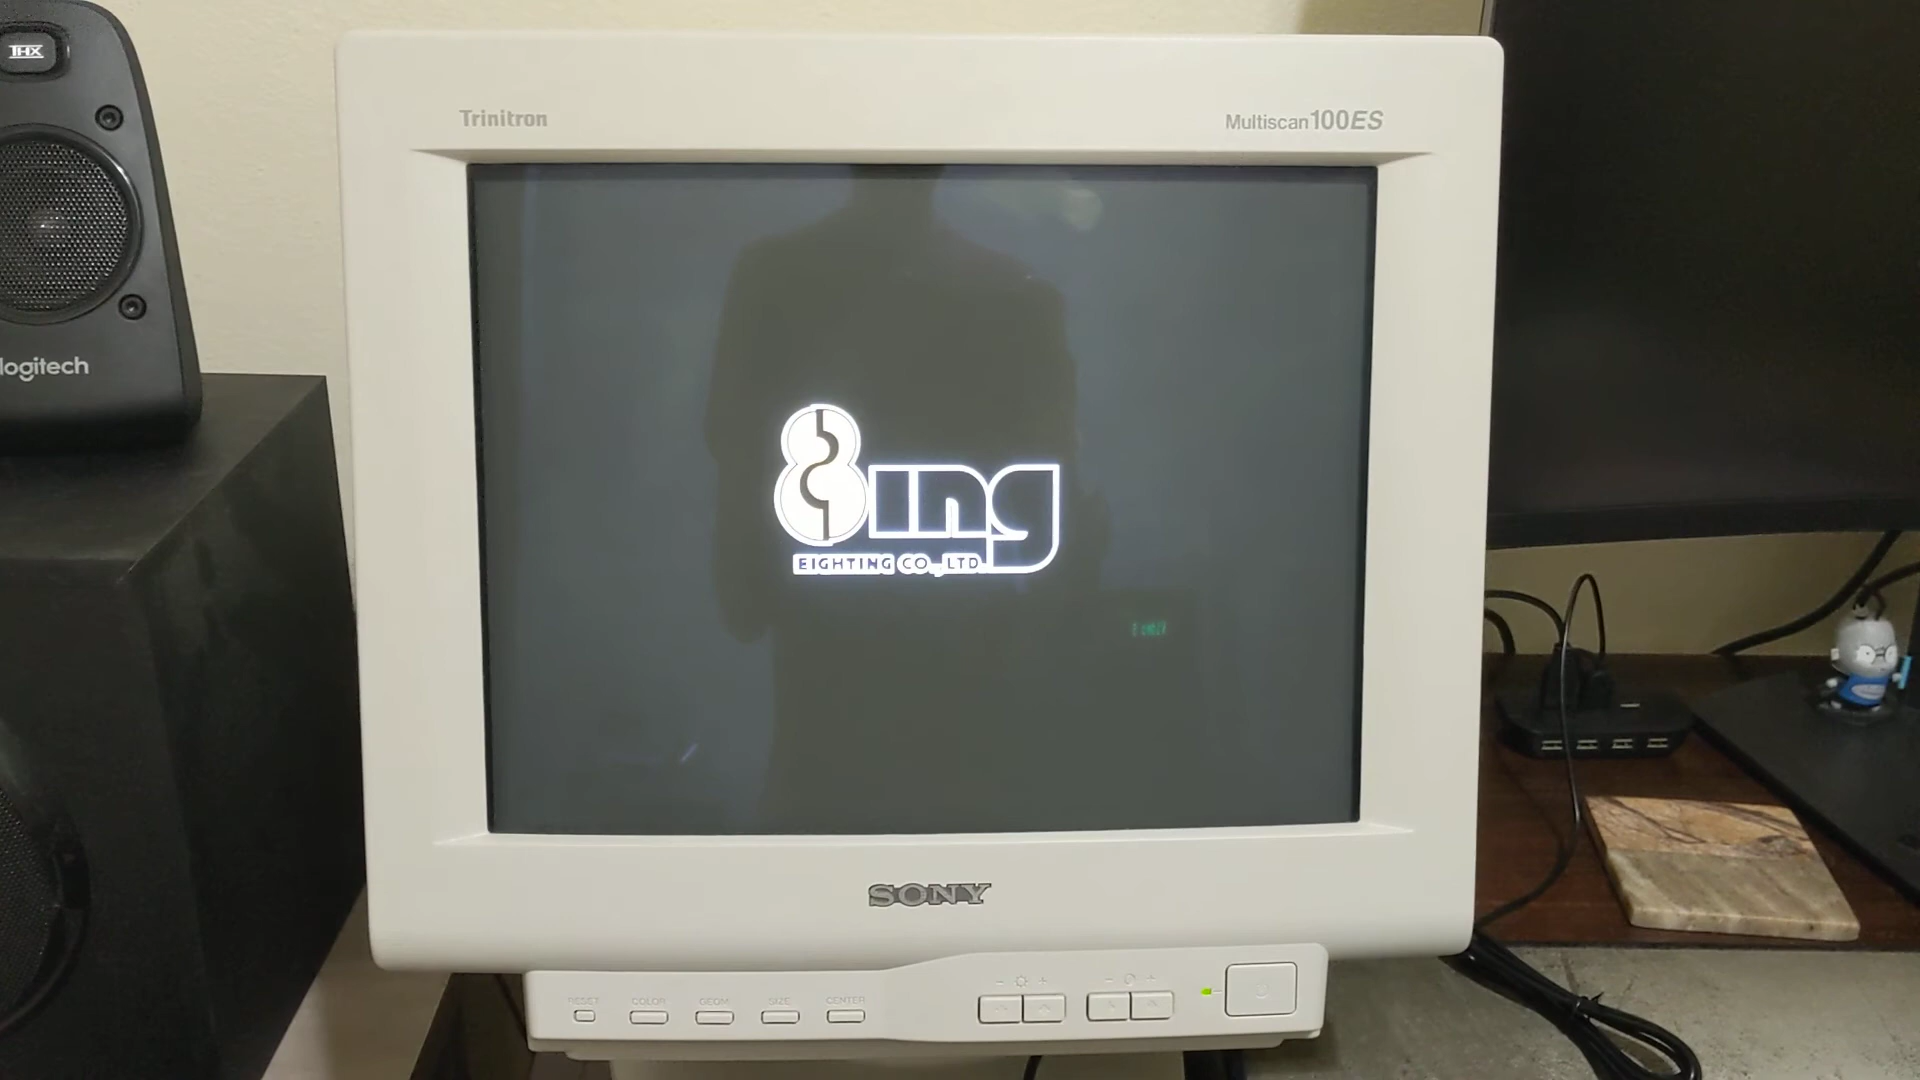 THX
Trinitron
Multiscan100ES
logitech
8ing
EIGHTING CO.,LTD.
SONY
RESET
COLOR
GEOM
SIZE
CENTER